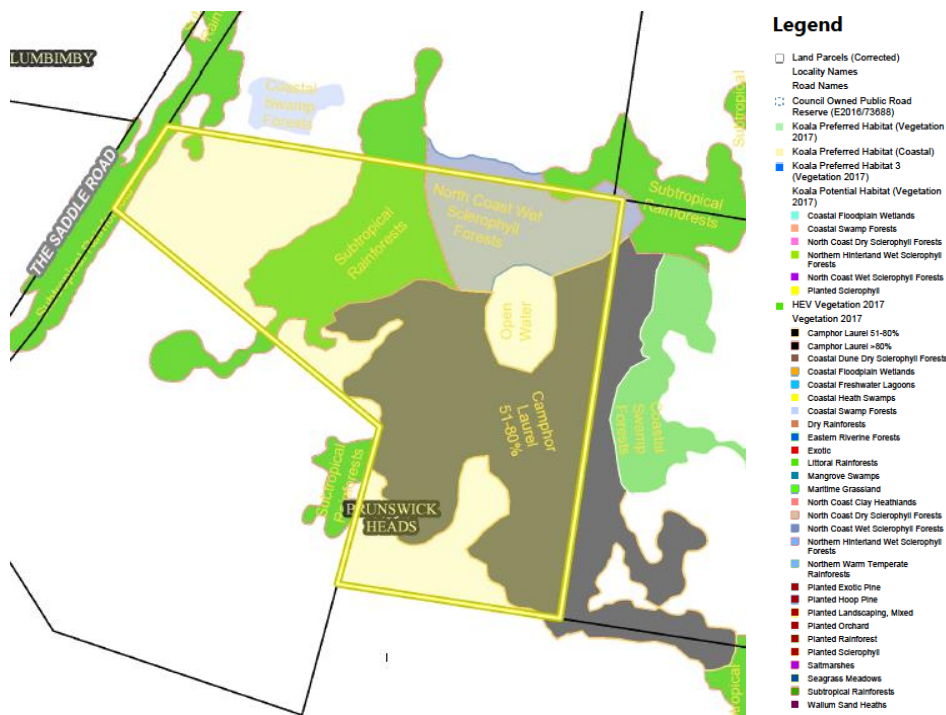 Subtropical
Rainforests
LUMBIMBY
Coastal
Swamp
Forests
Subtropical
THE SADDLE ROAD
Subtropical Rainforests
Subtropical
Rainforests
North Coast Wet
Sclerophyll
Forests
Subtropical
Rainforests
Open
Water
Camphor
Laurel
51-80%
Coastal
Swamp
Forests
Subtropical
Rainforests
BRUNSWICK
HEADS
Legend
Land Parcels (Corrected)
Locality Names
Road Names
Council Owned Public Road
Reserve (E2016/73688)
Koala Preferred Habitat (Vegetation
2017)
Koala Preferred Habitat (Coastal)
Koala Preferred Habitat 3
(Vegetation 2017)
Koala Potential Habitat (Vegetation
2017)
Coastal Floodplain Wetlands
Coastal Swamp Forests
North Coast Dry Sclerophyll Forests
Northern Hinterland Wet Sclerophyll
Forests
North Coast Wet Sclerophyll Forests
Planted Sclerophyll
HEV Vegetation 2017
Vegetation 2017
Camphor Laurel 51-80%
Camphor Laurel >80%
Coastal Dune Dry Sclerophyll Forests
Coastal Floodplain Wetlands
Coastal Freshwater Lagoons
Coastal Heath Swamps
Coastal Swamp Forests
Dry Rainforests
Eastern Riverine Forests
Exotic
Littoral Rainforests
Mangrove Swamps
Maritime Grassland
North Coast Clay Heathlands
North Coast Dry Sclerophyll Forests
North Coast Wet Sclerophyll Forests
Northern Hinterland Wet Sclerophyll
Forests
Northern Warm Temperate
Rainforests
Planted Exotic Pine
Planted Hoop Pine
Planted Landscaping, Mixed
Planted Orchard
Planted Rainforest
Planted Sclerophyll
Saltmarshes
Seagrass Meadows
Subtropical Rainforests
Wallum Sand Heaths